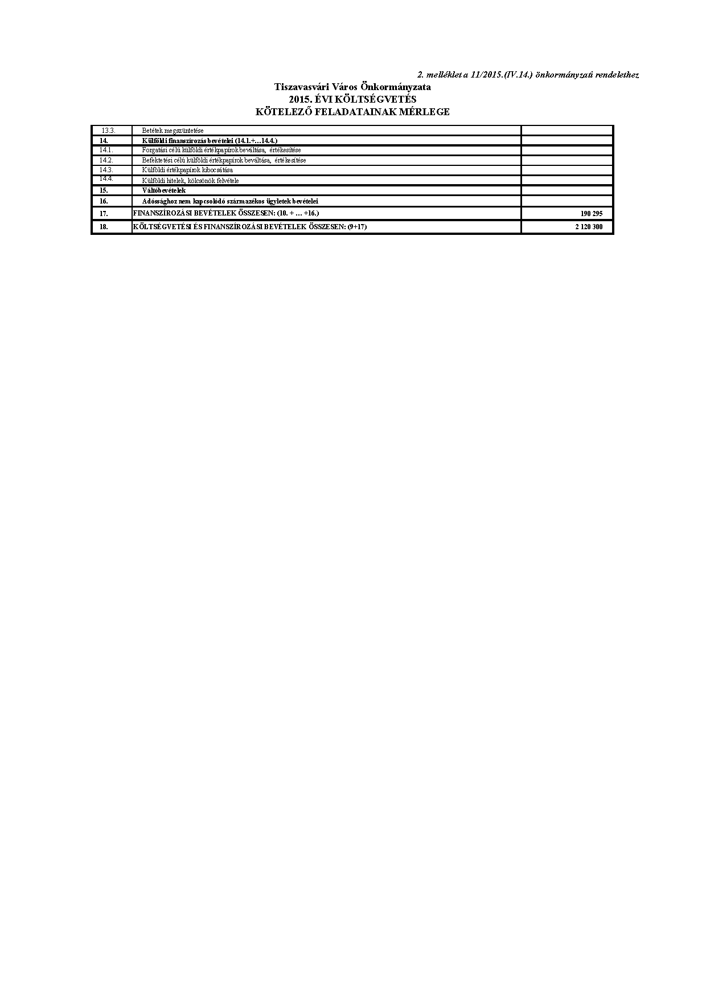 2. melléklet a 11/2015.(IV.14.) önkormányzati rendelethez
Tiszavasvári Város Önkormányzata
2015. ÉVI KÖLTSÉGVETÉS
KÖTELEZŐ FELADATAINAK MÉRLEGE
13.3. Betétek megszüntetése
14. Külföldi finanszírozás bevételei (14.1.+…14.4.)
14.1. Forgatási célú külföldi értékpapírok beváltása, értékesítése
14.2. Befektetési célú külföldi értékpapírok beváltása, értékesítése
14.3. Külföldi értékpapírok kibocsátása
14.4. Külföldi hitelek, kölcsönök felvétele
15. Váltóbevételek
16. Adóssághoz nem kapcsolódó származékos ügyletek bevételei
17. FINANSZÍROZÁSI BEVÉTELEK ÖSSZESEN: (10. + … +16.) 190 295
18. KÖLTSÉGVETÉSI ÉS FINANSZÍROZÁSI BEVÉTELEK ÖSSZESEN: (9+17) 2 120 300